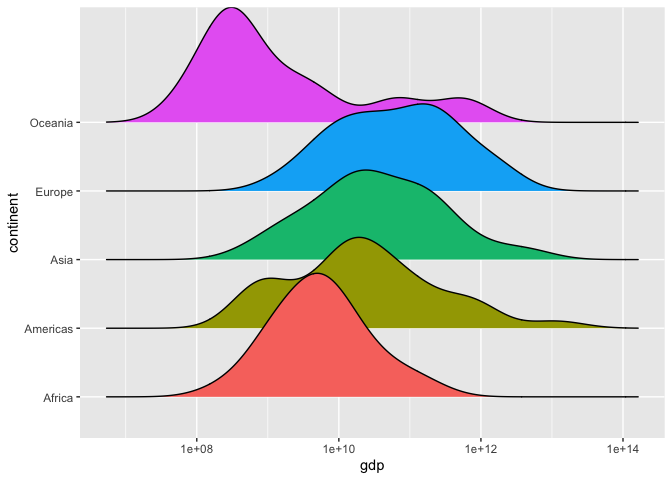 Oceania
Europe
Asia
Americas
Africa
continent
1e+08 1e+10 1e+12 1e+14
gdp